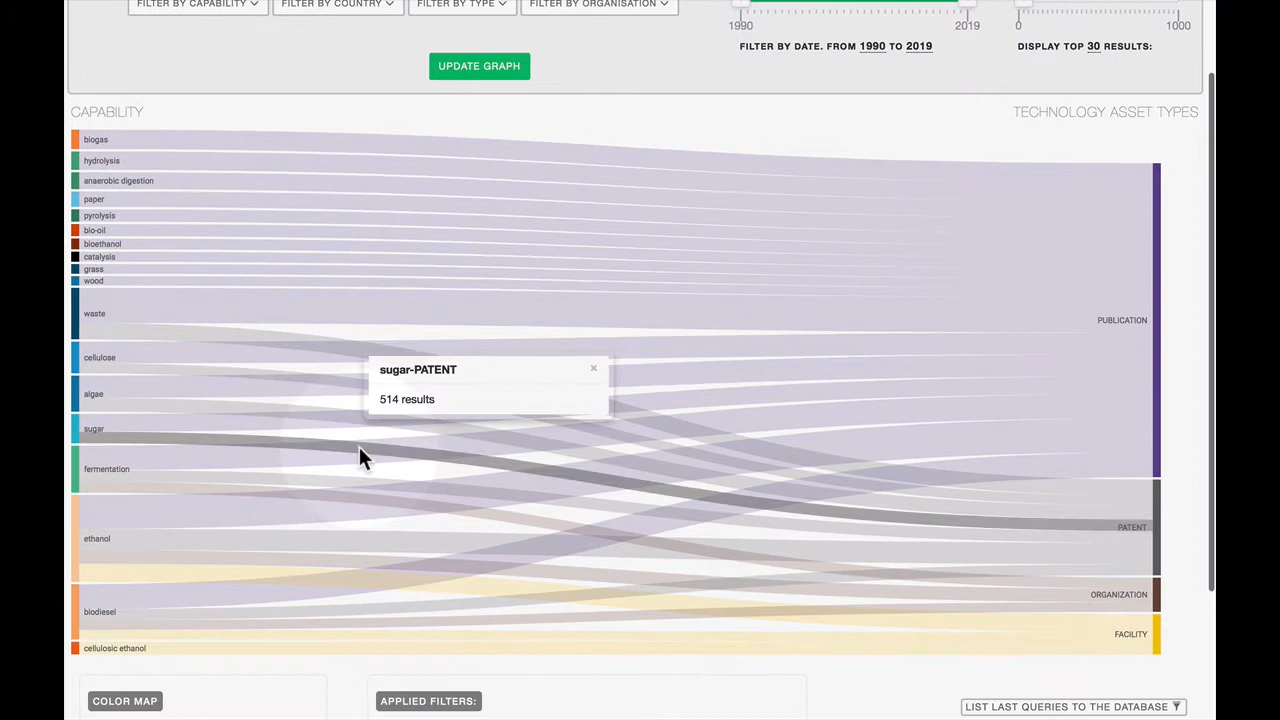 FILTER BY CAPABILITY
FILTER BY COUNTRY
FILTER BY TYPE
FILTER BY ORGANISATION
1990
2019
0
1000
FILTER BY DATE. FROM 1990 TO 2019
DISPLAY TOP 30 RESULTS:
UPDATE GRAPH
CAPABILITY
TECHNOLOGY ASSET TYPES
biogas
hydrolysis
anaerobic digestion
paper
pyrolysis
bio-oil
bioethanol
catalysis
grass
wood
waste
cellulose
algae
sugar
fermentation
ethanol
biodiesel
cellulosic ethanol
sugar-PATENT
×
514 results
PUBLICATION
PATENT
ORGANIZATION
FACILITY
COLOR MAP
APPLIED FILTERS:
LIST LAST QUERIES TO THE DATABASE